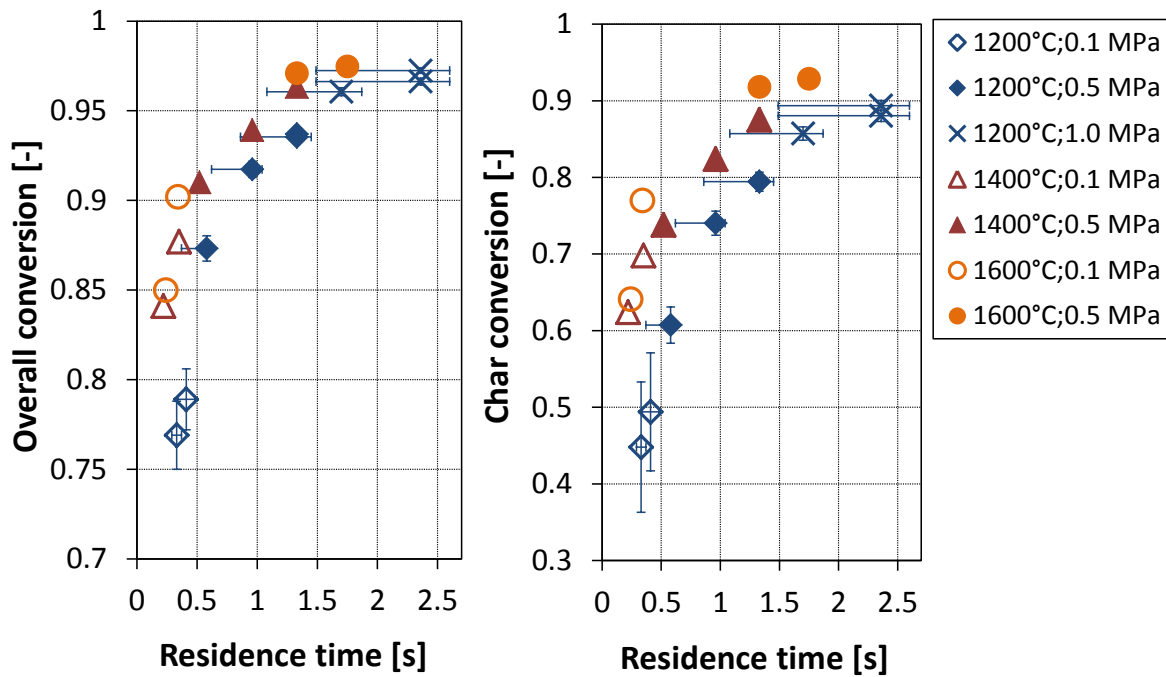 Overall conversion [-]
1
0.95
0.9
0.85
0.8
0.75
0.7
0 0.5 1 1.5 2 2.5
Residence time [s]
Char conversion [-]
1
0.9
0.8
0.7
0.6
0.5
0.4
0.3
0 0.5 1 1.5 2 2.5
Residence time [s]
1200°C;0.1 MPa
1200°C;0.5 MPa
1200°C;1.0 MPa
1400°C;0.1 MPa
1400°C;0.5 MPa
1600°C;0.1 MPa
1600°C;0.5 MPa